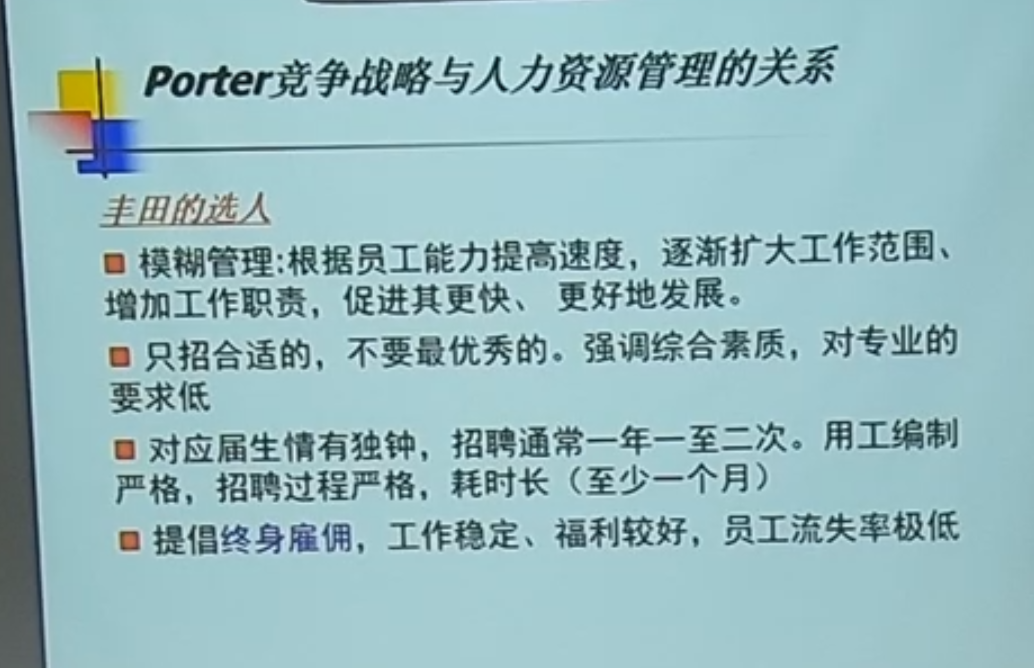 Porter竞争战略与人力资源管理的关系
丰田的选人
模糊管理:根据员工能力提高速度，逐渐扩大工作范围、
增加工作职责，促进其更快、 更好地发展。
只招合适的，不要最优秀的。强调综合素质，对专业的
要求低
对应届生情有独钟，招聘通常一年一至二次。用工编制
严格，招聘过程严格，耗时长（至少一个月）
提倡终身雇佣，工作稳定、福利较好，员工流失率极低